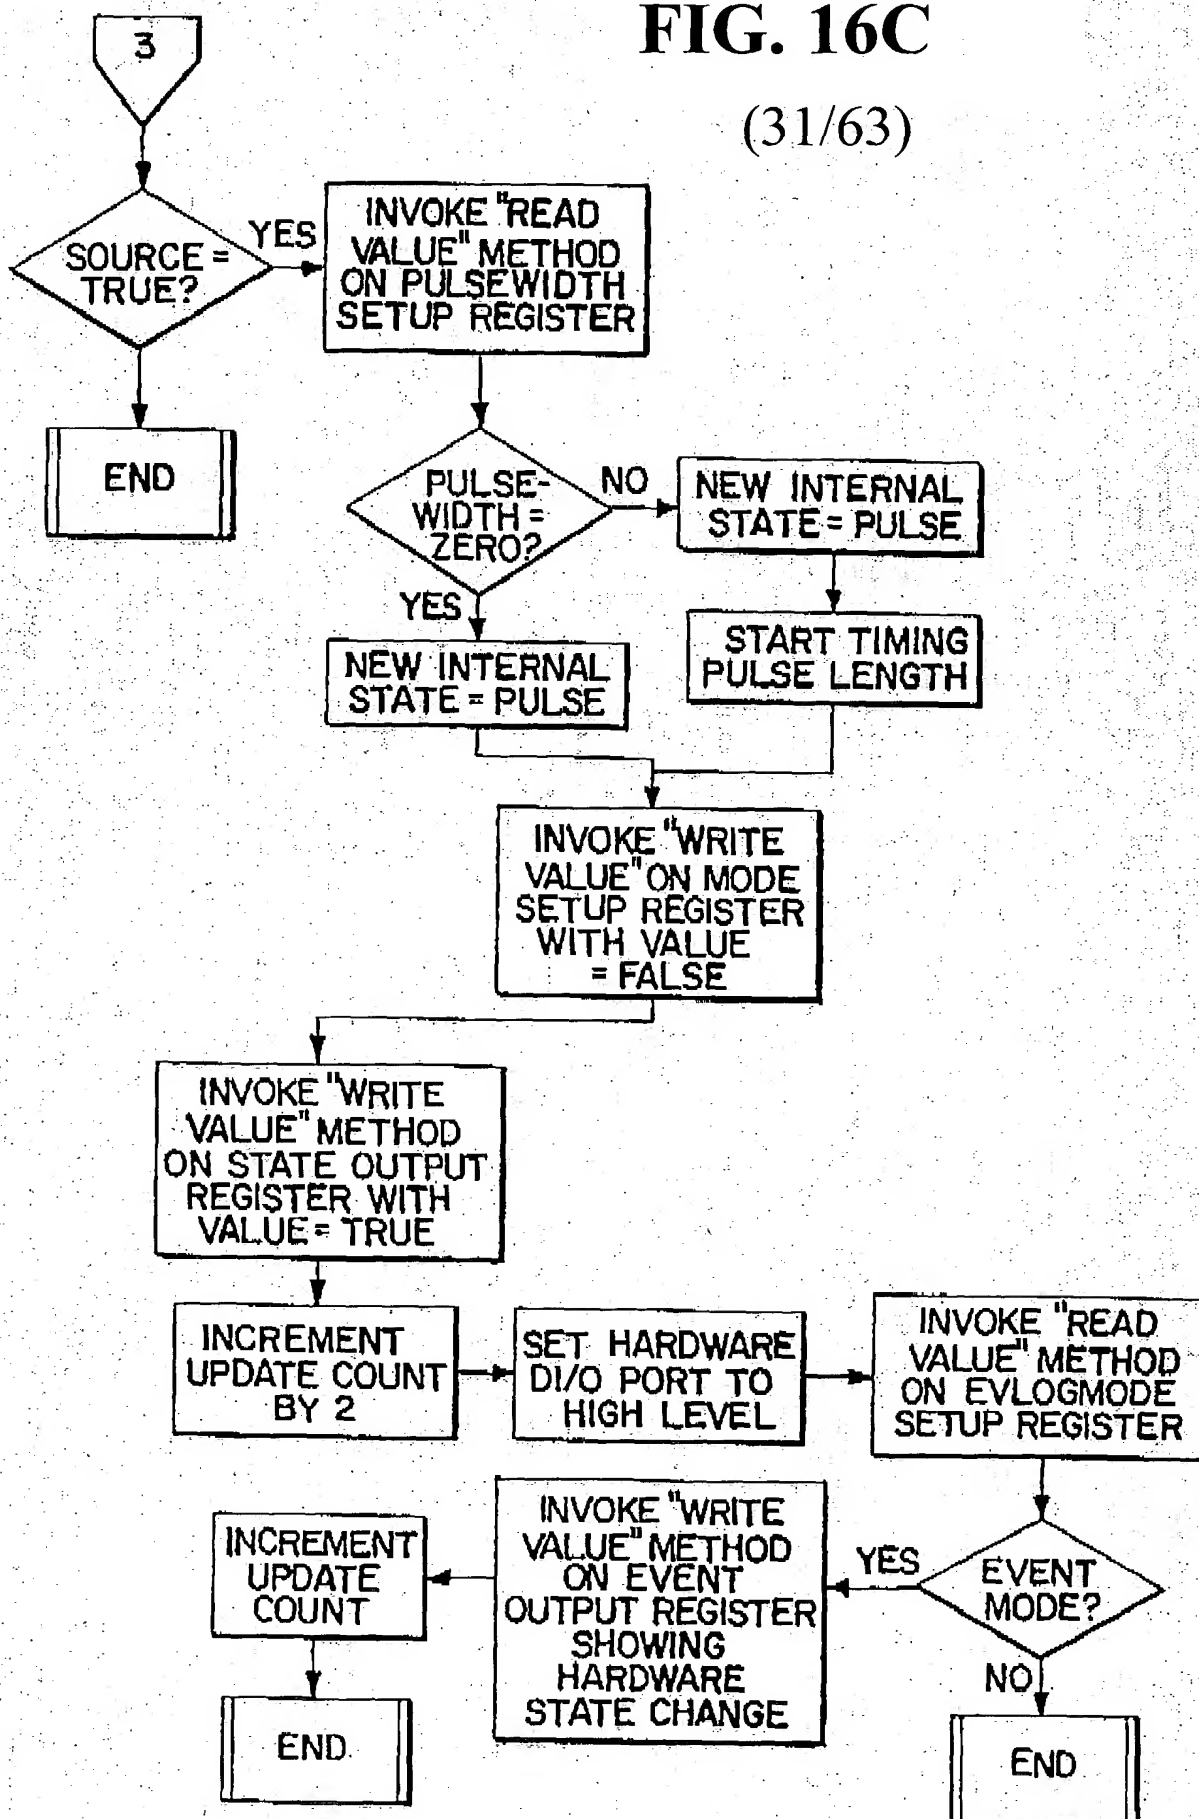 FIG. 16C
(31/63)
3
SOURCE =
TRUE?
YES
INVOKE "READ
VALUE" METHOD
ON PULSEWIDTH
SETUP REGISTER
END
PULSE-
WIDTH =
ZERO?
NO
NEW INTERNAL
STATE = PULSE
YES
START TIMING
PULSE LENGTH
NEW INTERNAL
STATE = PULSE
INVOKE "WRITE
VALUE" ON MODE
SETUP REGISTER
WITH VALUE
= FALSE
INVOKE "WRITE
VALUE" METHOD
ON STATE OUTPUT
REGISTER WITH
VALUE = TRUE
INCREMENT
UPDATE COUNT
BY 2
SET HARDWARE
DI/O PORT TO
HIGH LEVEL
INVOKE "READ
VALUE" METHOD
ON EVLOGMODE
SETUP REGISTER
EVENT
MODE?
YES
INVOKE "WRITE
VALUE" METHOD
ON EVENT
OUTPUT REGISTER
SHOWING
HARDWARE
STATE CHANGE
INCREMENT
UPDATE
COUNT
END
NO
END